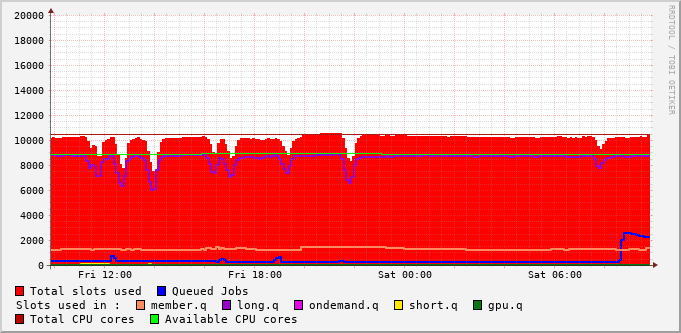 RRDTOOL / TOBI OETIKER
20000
18000
16000
14000
12000
10000
8000
6000
4000
2000
0
Fri 12:00 Fri 18:00 Sat 00:00 Sat 06:00
Total slots used Queued Jobs
Slots used in : member.q long.q ondemand.q short.q gpu.q
Total CPU cores Available CPU cores